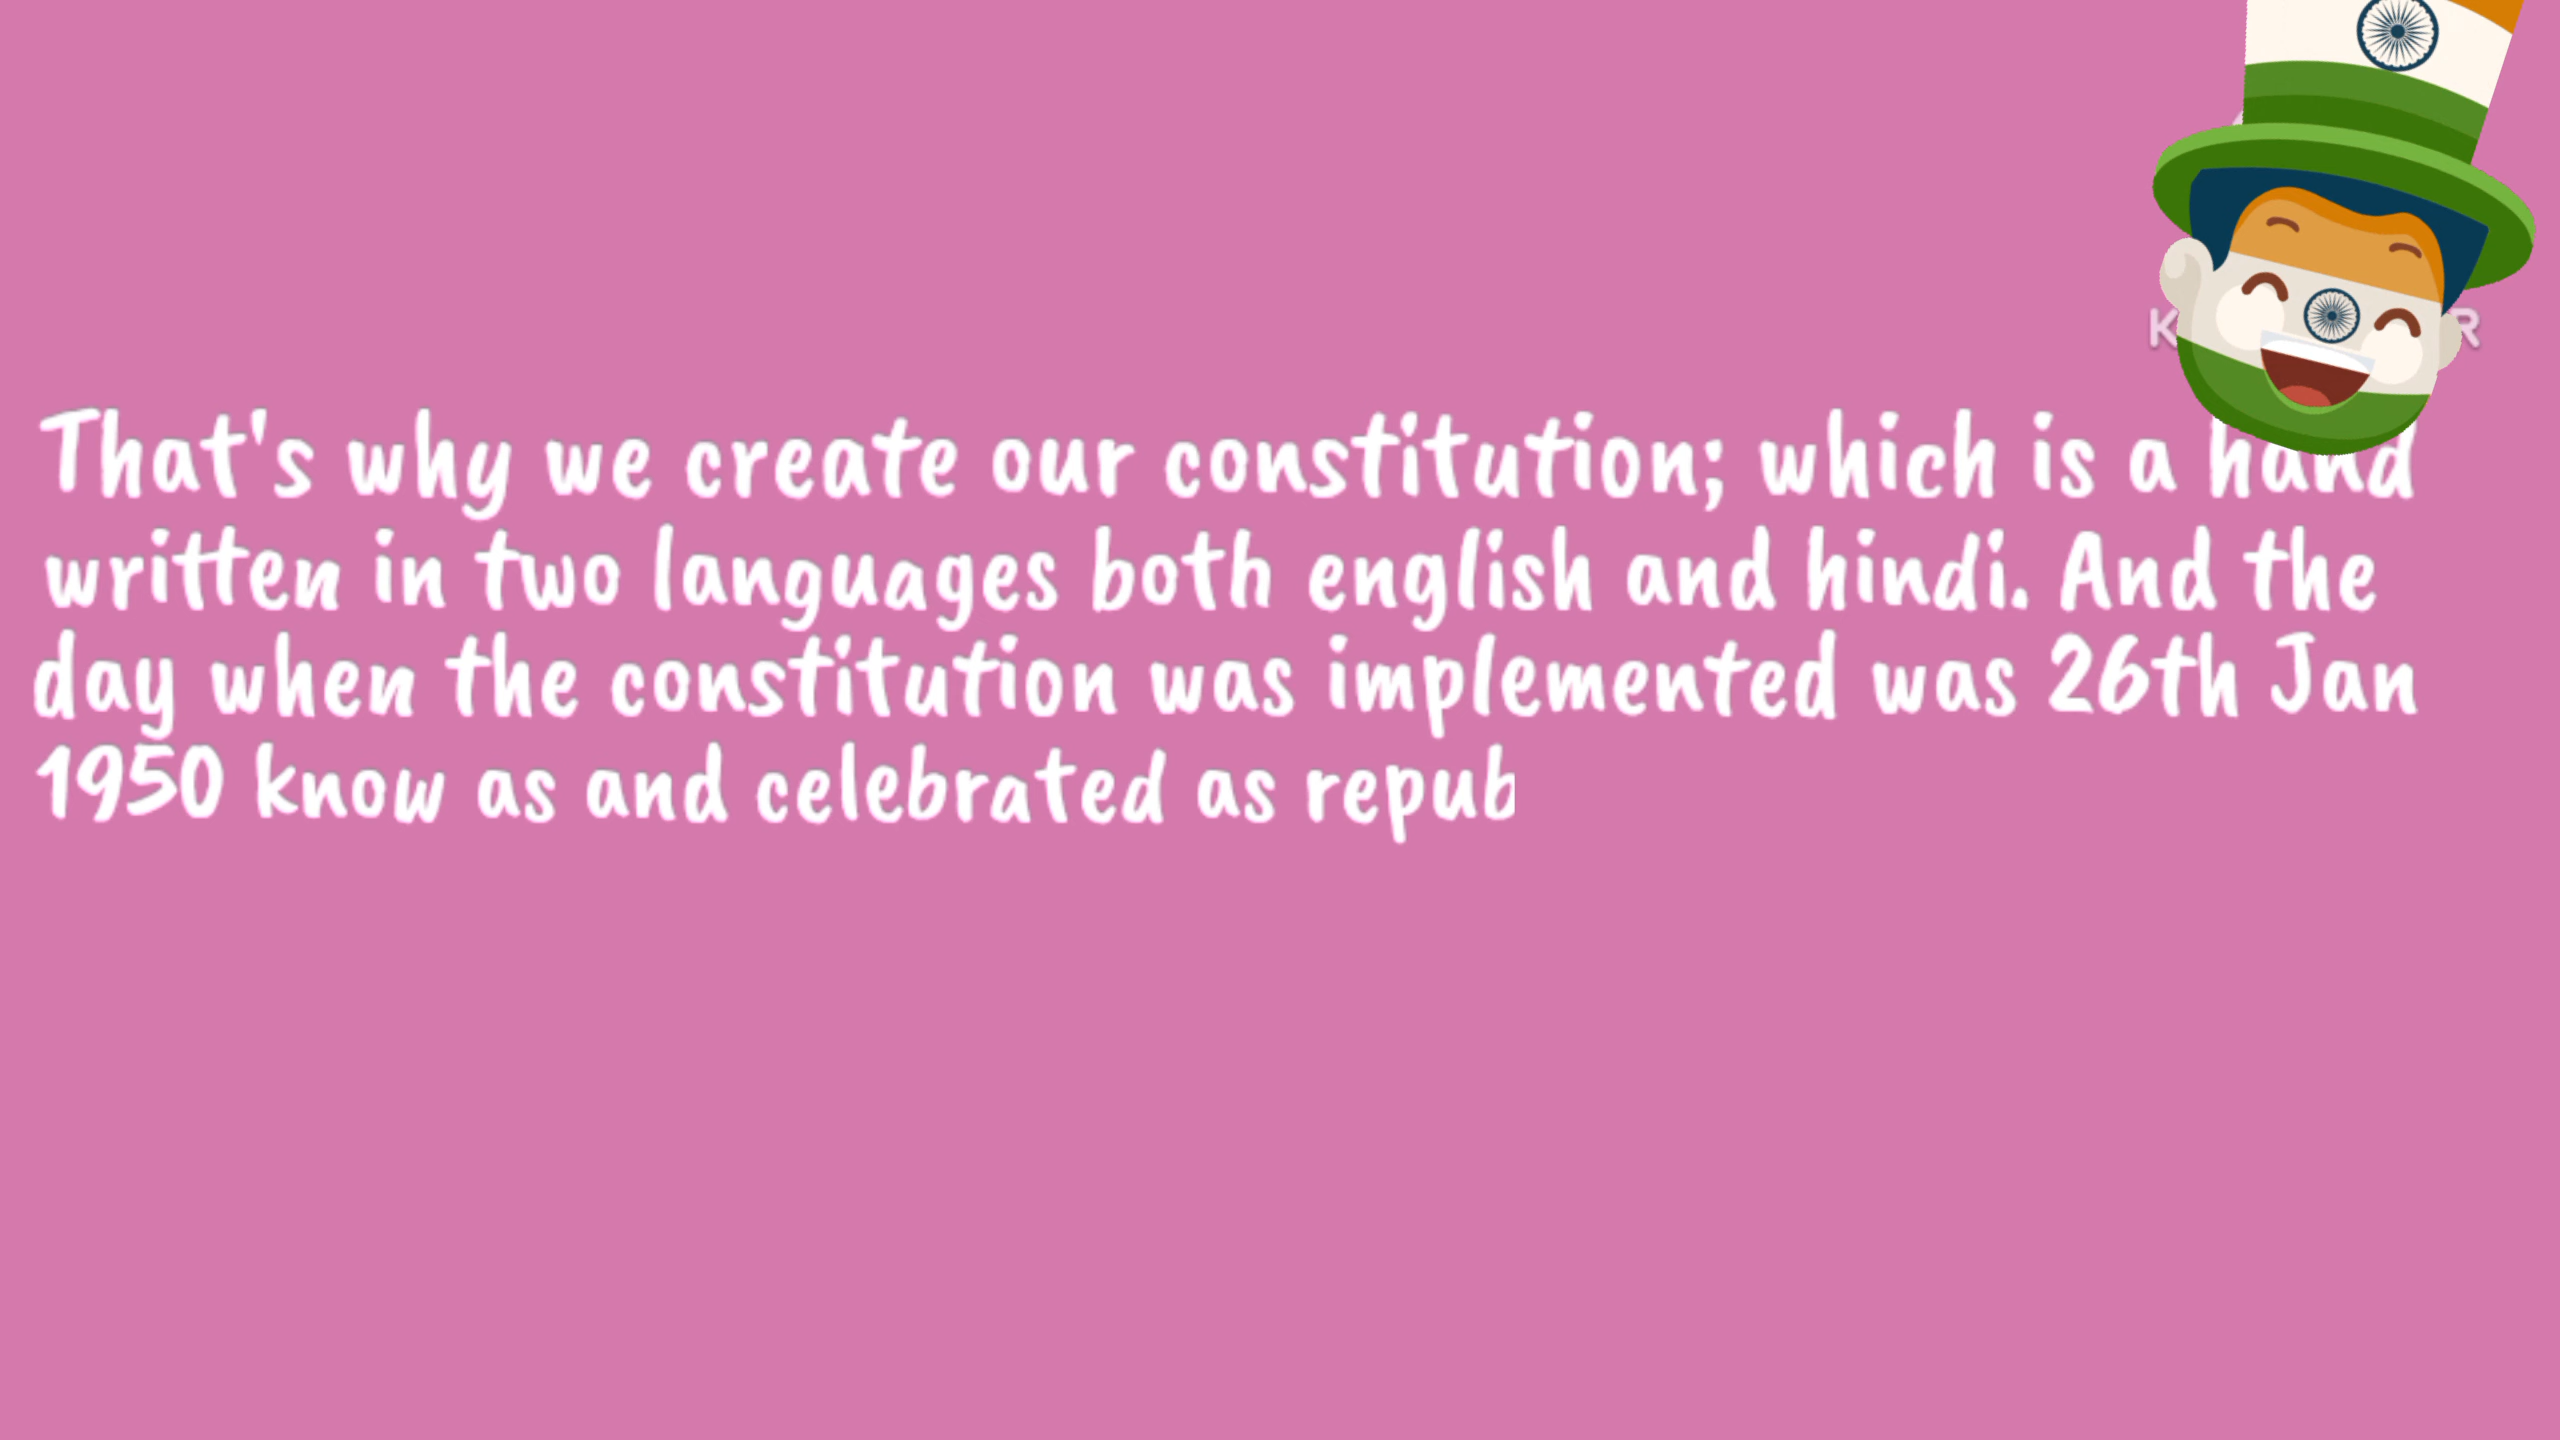 That's why we create our constitution; which is a hand
written in two languages both english and hindi. And the
day when the constitution was implemented was 26th Jan
1950 know as and celebrated as repub